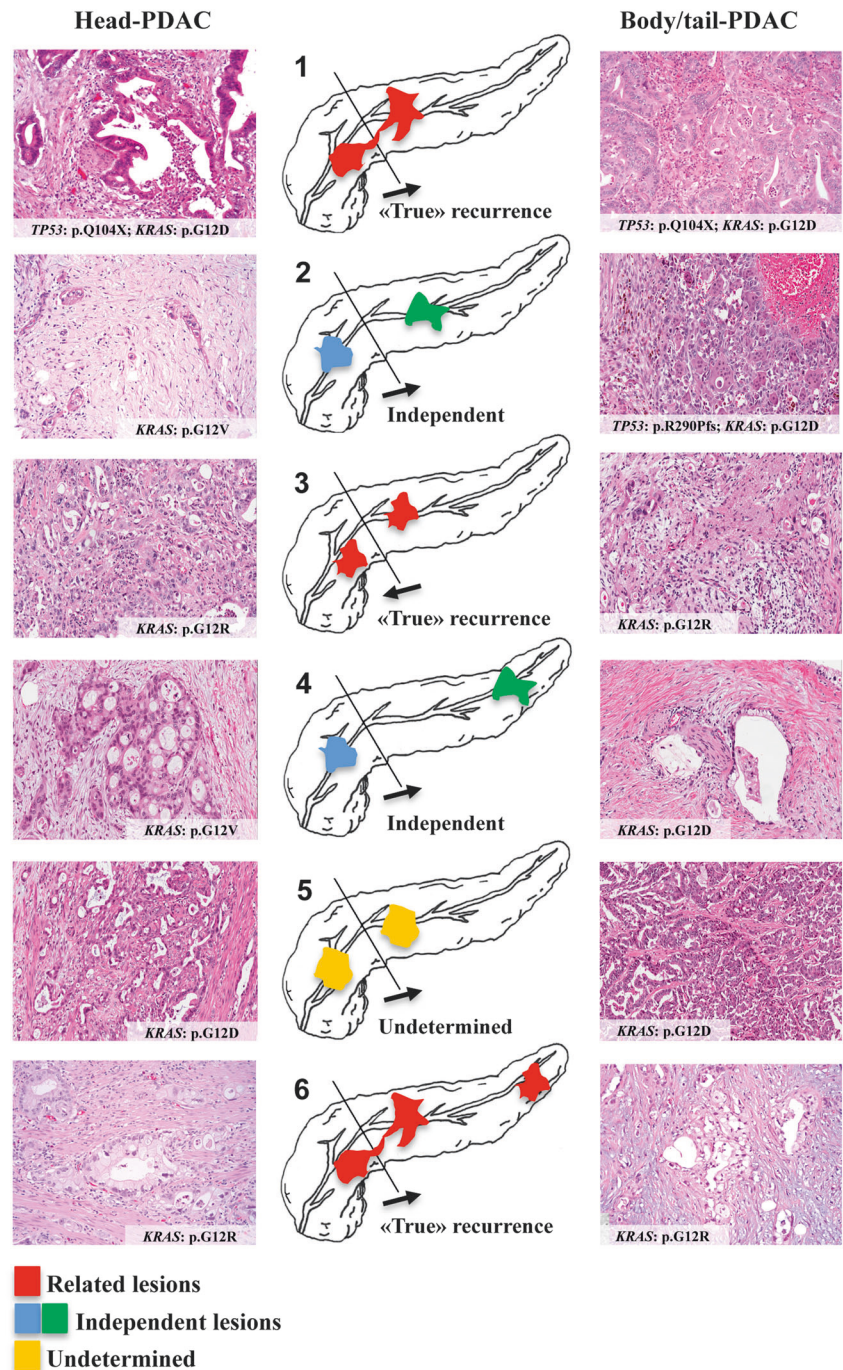 Head-PDAC
Body/tail-PDAC
1
«True» recurrence
TP53: p.Q104X; KRAS: p.G12D
TP53: p.Q104X; KRAS: p.G12D
2
Independent
KRAS: p.G12V
TP53: p.R290Pfs; KRAS: p.G12D
3
«True» recurrence
KRAS: p.G12R
KRAS: p.G12R
4
Independent
KRAS: p.G12V
KRAS: p.G12D
5
Undetermined
KRAS: p.G12D
KRAS: p.G12D
6
«True» recurrence
KRAS: p.G12R
KRAS: p.G12R
Related lesions
Independent lesions
Undetermined